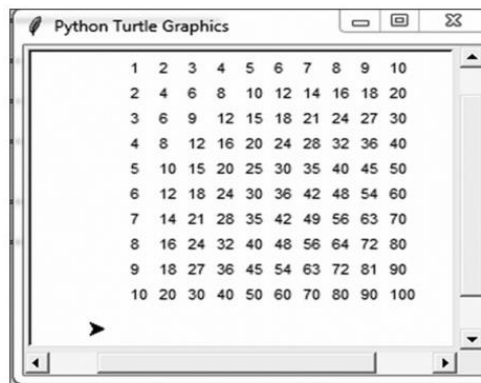 Python Turtle Graphics
1 2 3 4 5 6 7 8 9 10
2 4 6 8 10 12 14 16 18 20
3 6 9 12 15 18 21 24 27 30
4 8 12 16 20 24 28 32 36 40
5 10 15 20 25 30 35 40 45 50
6 12 18 24 30 36 42 48 54 60
7 14 21 28 35 42 49 56 63 70
8 16 24 32 40 48 56 64 72 80
9 18 27 36 45 54 63 72 81 90
10 20 30 40 50 60 70 80 90 100